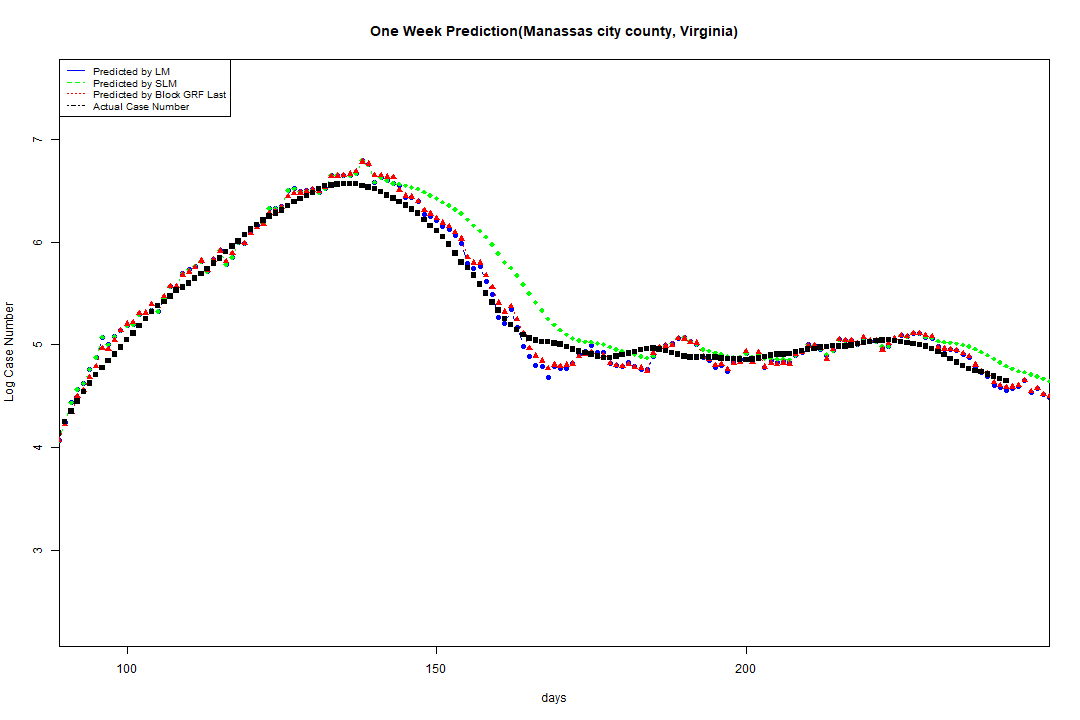 One Week Prediction(Manassas city county, Virginia)
Predicted by LM
Predicted by SLM
Predicted by Block GRF Last
Actual Case Number
7
6
5
4
3
Log Case Number
100 150 200
days